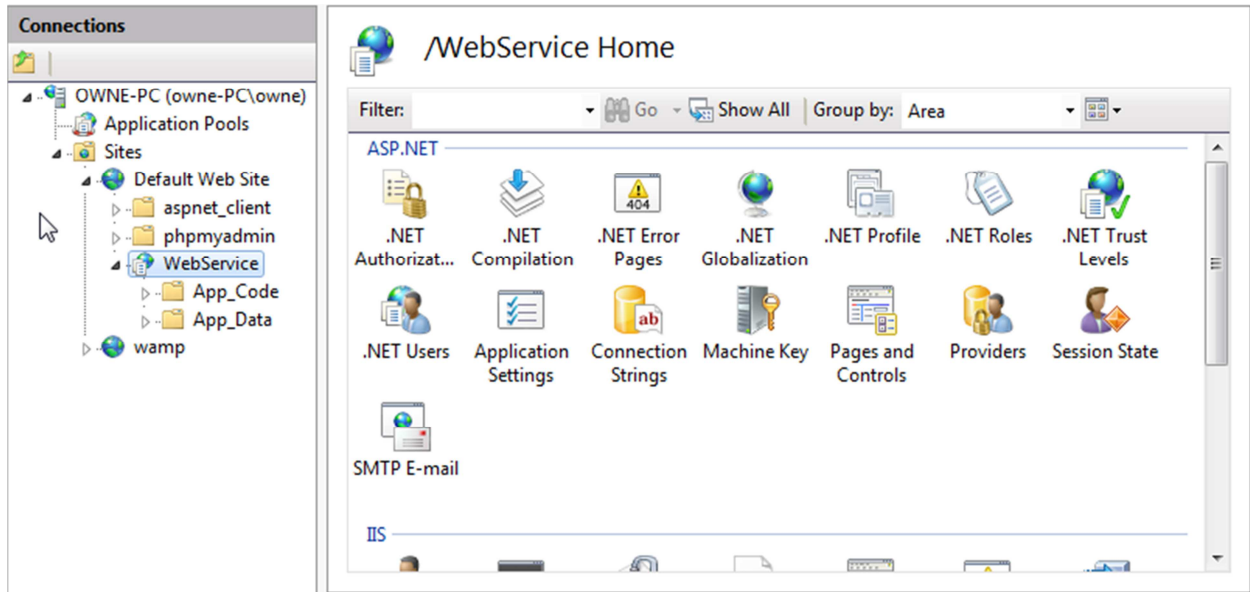 Connections
OWNE-PC (owne-PC\owne)
Application Pools
Sites
Default Web Site
aspnet_client
phpmyadmin
WebService
App_Code
App_Data
wamp
/WebService Home
Filter: Go Show All Group by: Area
ASP.NET
404
.NET Authorizat...
.NET Compilation
.NET Error Pages
.NET Globalization
.NET Profile
.NET Roles
.NET Trust Levels
ab
.NET Users
Application Settings
Connection Strings
Machine Key
Pages and Controls
Providers
Session State
SMTP E-mail
IIS